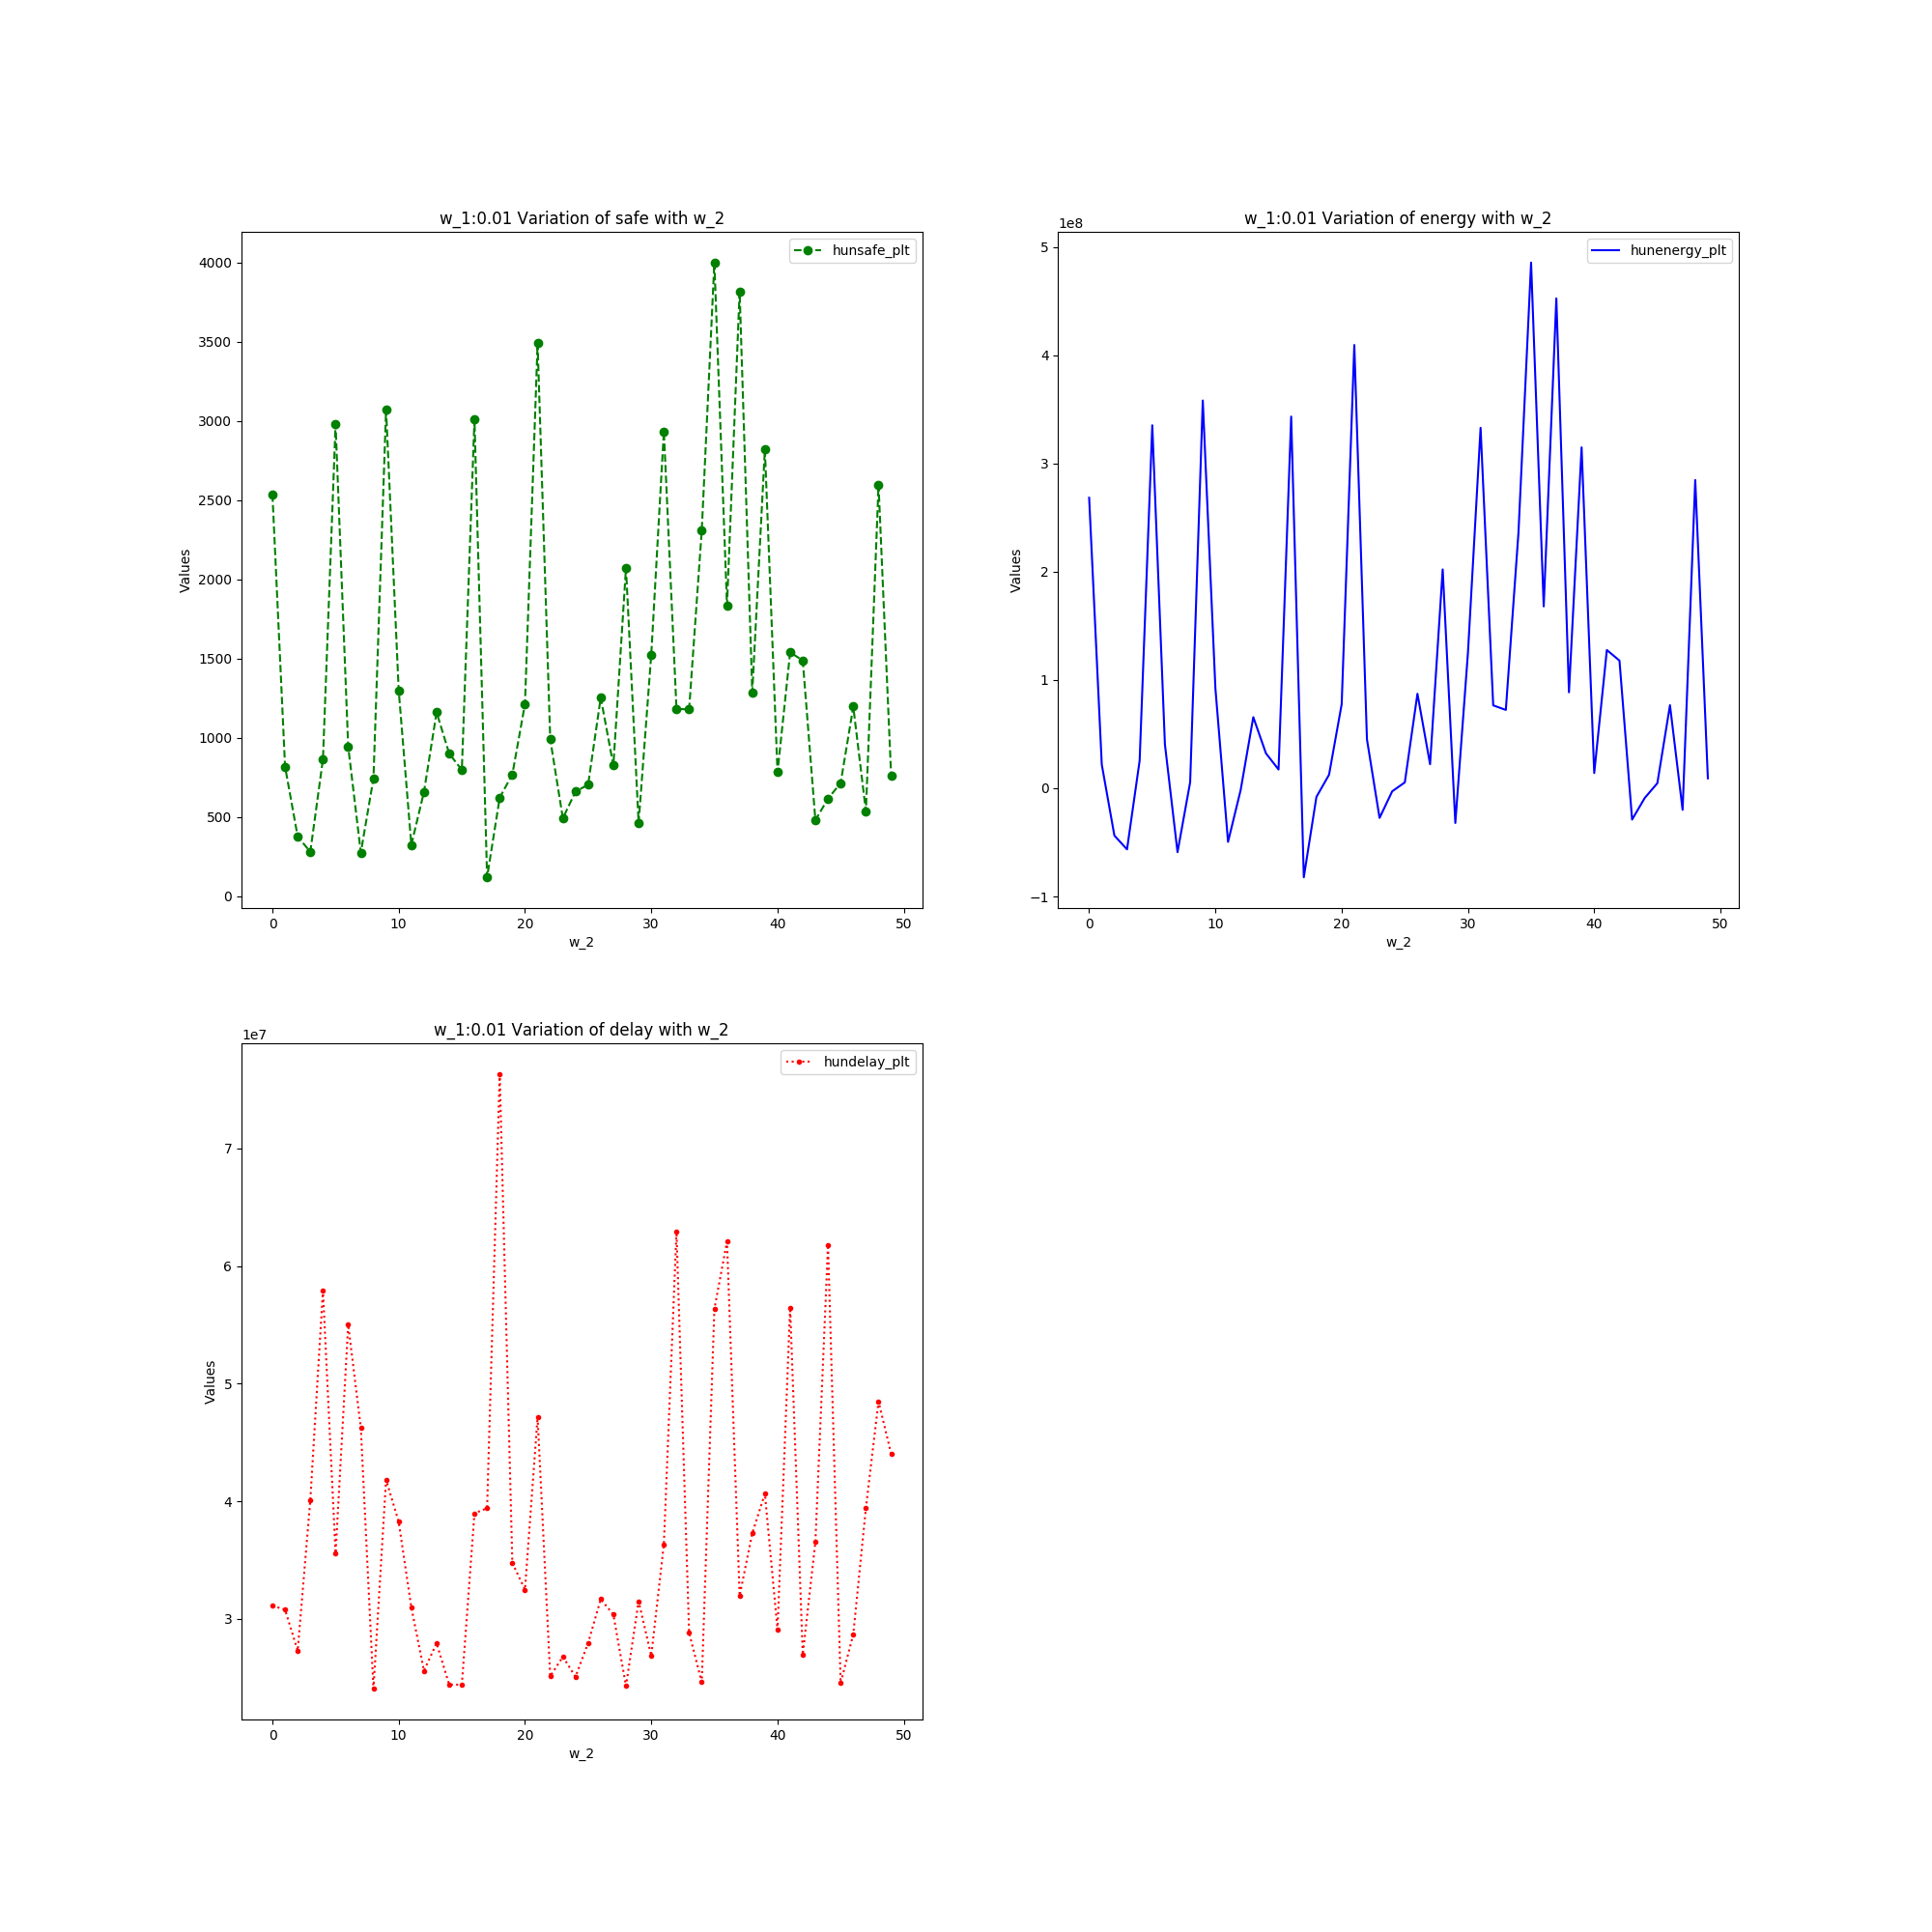 w_1:0.01 Variation of safe with w_2
hunsafe_plt
4000
3500
3000
2500
2000
1500
1000
500
0
Values
0 10 20 30 40 50
w_2
w_1:0.01 Variation of energy with w_2
1e8
hunenergy_plt
5
4
3
2
1
0
−1
Values
0 10 20 30 40 50
w_2
w_1:0.01 Variation of delay with w_2
1e7
hundelay_plt
7
6
5
4
3
Values
0 10 20 30 40 50
w_2